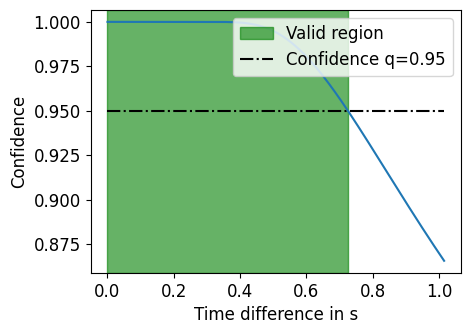 1.000
0.975
0.950
0.925
0.900
0.875
Confidence
Valid region
Confidence q=0.95
0.0 0.2 0.4 0.6 0.8 1.0
Time difference in s